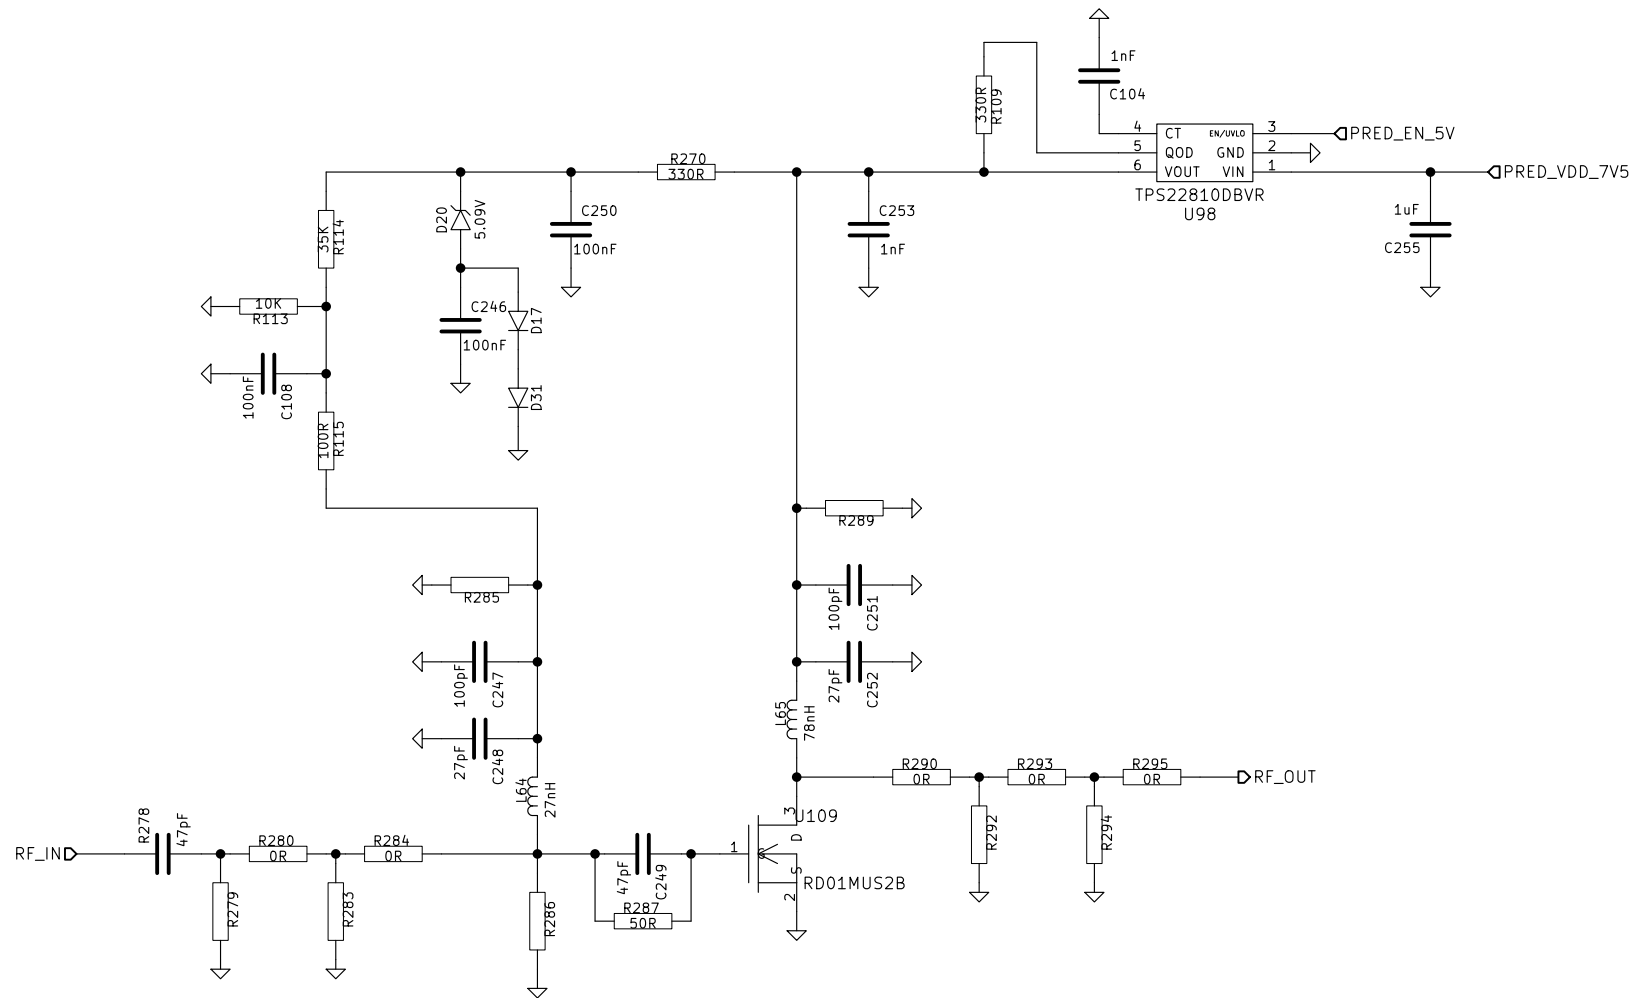 1nF
C104
330R
R109
4
CT
EN/UVLO
3
PRED_EN_5V
5
QOD
GND
2
6
VOUT
VIN
1
PRED_VDD_7V5
TPS22810DBVR
U98
R270
330R
35K
R114
D20
5.09V
C250
100nF
C253
1nF
1uF
C255
10K
R113
C246
100nF
D17
100nF
C108
D31
100R
R115
R289
R285
100pF
C251
100pF
C247
27pF
C252
L65
78nH
27pF
C248
L64
27nH
R290
0R
R293
0R
R295
0R
RF_OUT
R292
R294
R278
47pF
RF_IN
R280
0R
R284
0R
R279
R283
R286
47pF
C249
R287
50R
1
3
D
U109
G
S
2
RD01MUS2B